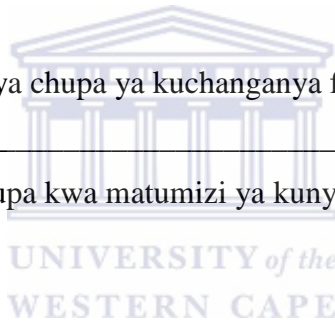 ya chupa ya kuchanganya
upa kwa matumizi ya kuny
UNIVERSITY of the
WESTERN CAPE